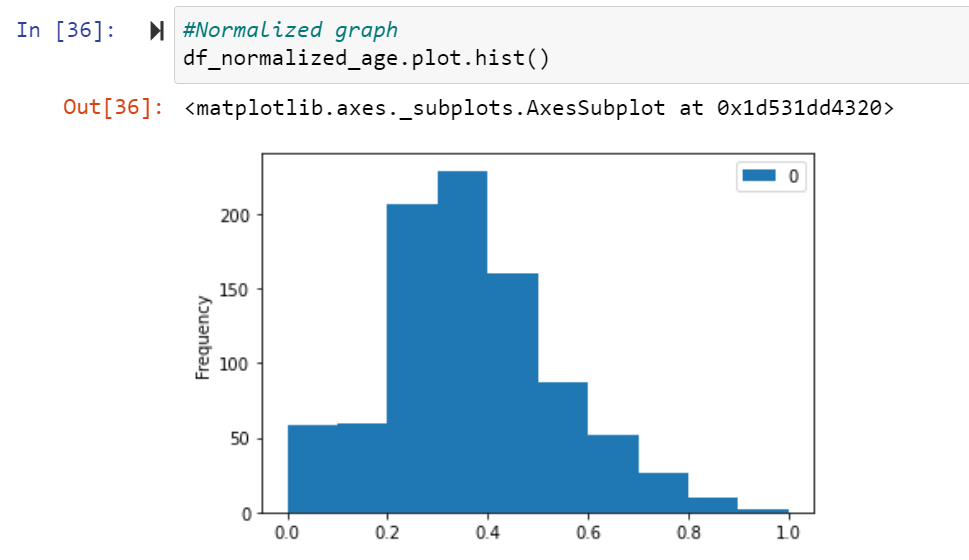 In [36]:
#Normalized graph
df_normalized_age.plot.hist()
Out[36]: <matplotlib.axes._subplots.AxesSubplot at 0x1d531dd4320>
0
200
150
100
50
0
Frequency
0.0 0.2 0.4 0.6 0.8 1.0